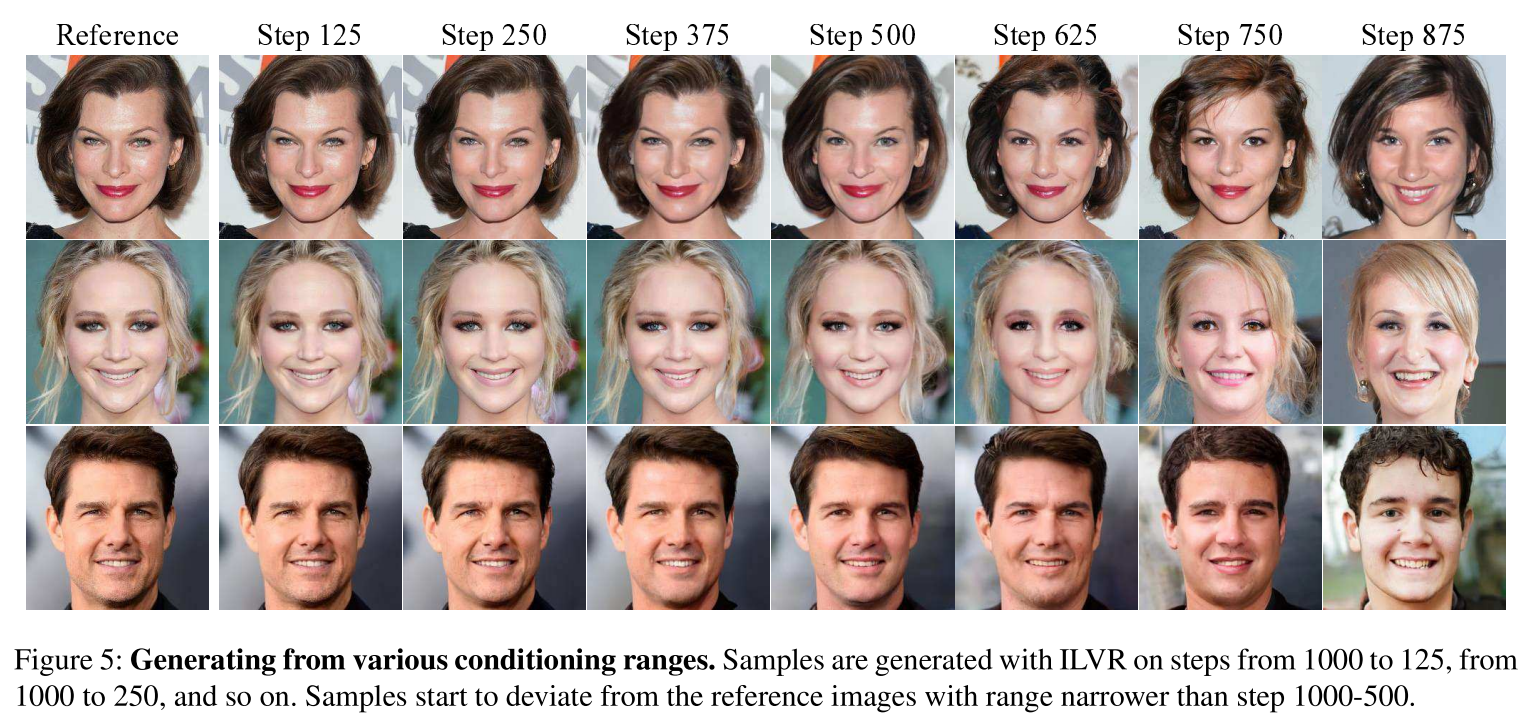 Reference Step 125 Step 250 Step 375 Step 500 Step 625 Step 750 Step 875
Figure 5: Generating from various conditioning ranges. Samples are generated with ILVR on steps from 1000 to 125, from
1000 to 250, and so on. Samples start to deviate from the reference images with range narrower than step 1000-500.